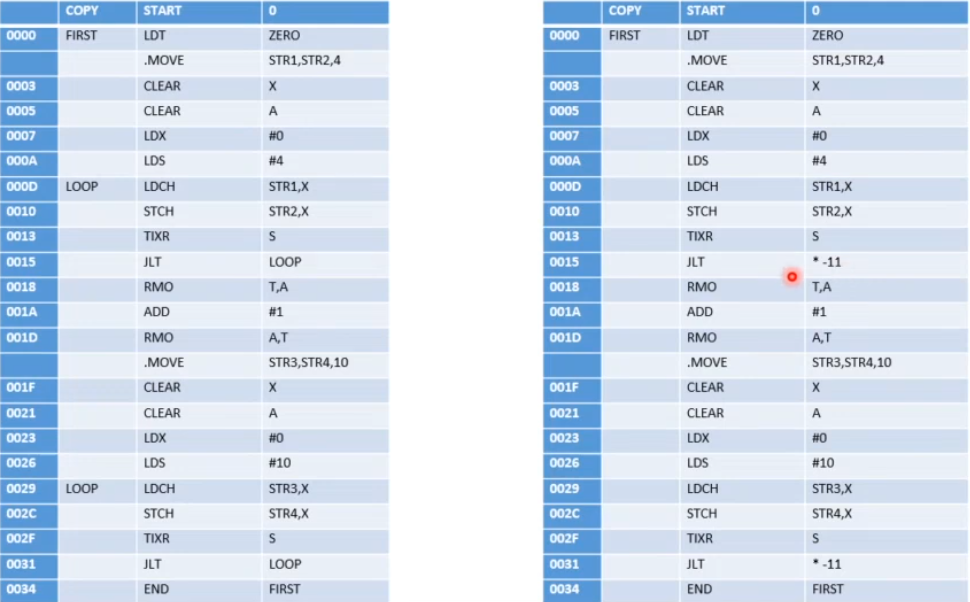 COPY START 0
0000 FIRST LDT ZERO
.MOVE STR1,STR2,4
0003 CLEAR X
0005 CLEAR A
0007 LDX #0
000A LDS #4
000D LOOP LDCH STR1,X
0010 STCH STR2,X
0013 TIXR S
0015 JLT LOOP
0018 RMO T,A
001A ADD #1
001D RMO A,T
.MOVE STR3,STR4,10
001F CLEAR X
0021 CLEAR A
0023 LDX #0
0026 LDS #10
0029 LOOP LDCH STR3,X
002C STCH STR4,X
002F TIXR S
0031 JLT LOOP
0034 END FIRST
COPY START 0
0000 FIRST LDT ZERO
.MOVE STR1,STR2,4
0003 CLEAR X
0005 CLEAR A
0007 LDX #0
000A LDS #4
000D LDCH STR1,X
0010 STCH STR2,X
0013 TIXR S
0015 JLT * -11
0018 RMO T,A
001A ADD #1
001D RMO A,T
.MOVE STR3,STR4,10
001F CLEAR X
0021 CLEAR A
0023 LDX #0
0026 LDS #10
0029 LDCH STR3,X
002C STCH STR4,X
002F TIXR S
0031 JLT * -11
0034 END FIRST